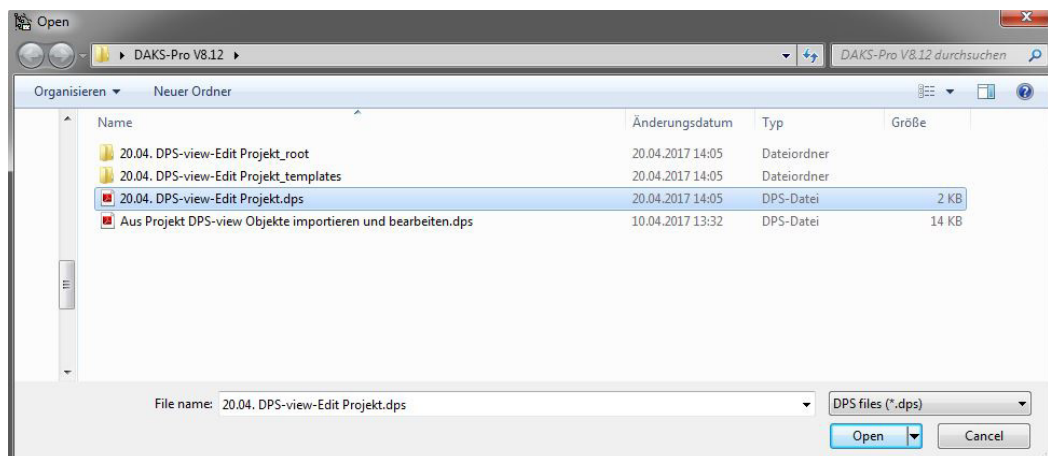 Open
DAKS-Pro V8.12
DAKS-Pro V8.12 durchsuchen
Organisieren Neuer Ordner
Name Änderungsdatum Typ Größe
20.04. DPS-view-Edit Projekt_root 20.04.2017 14:05 Dateiordner
20.04. DPS-view-Edit Projekt_templates 20.04.2017 14:05 Dateiordner
20.04. DPS-view-Edit Projekt.dps 20.04.2017 14:05 DPS-Datei 2 KB
Aus Projekt DPS-view Objekte importieren und bearbeiten.dps 10.04.2017 13:32 DPS-Datei 14 KB
File name: 20.04. DPS-view-Edit Projekt.dps DPS files (*.dps)
Open Cancel